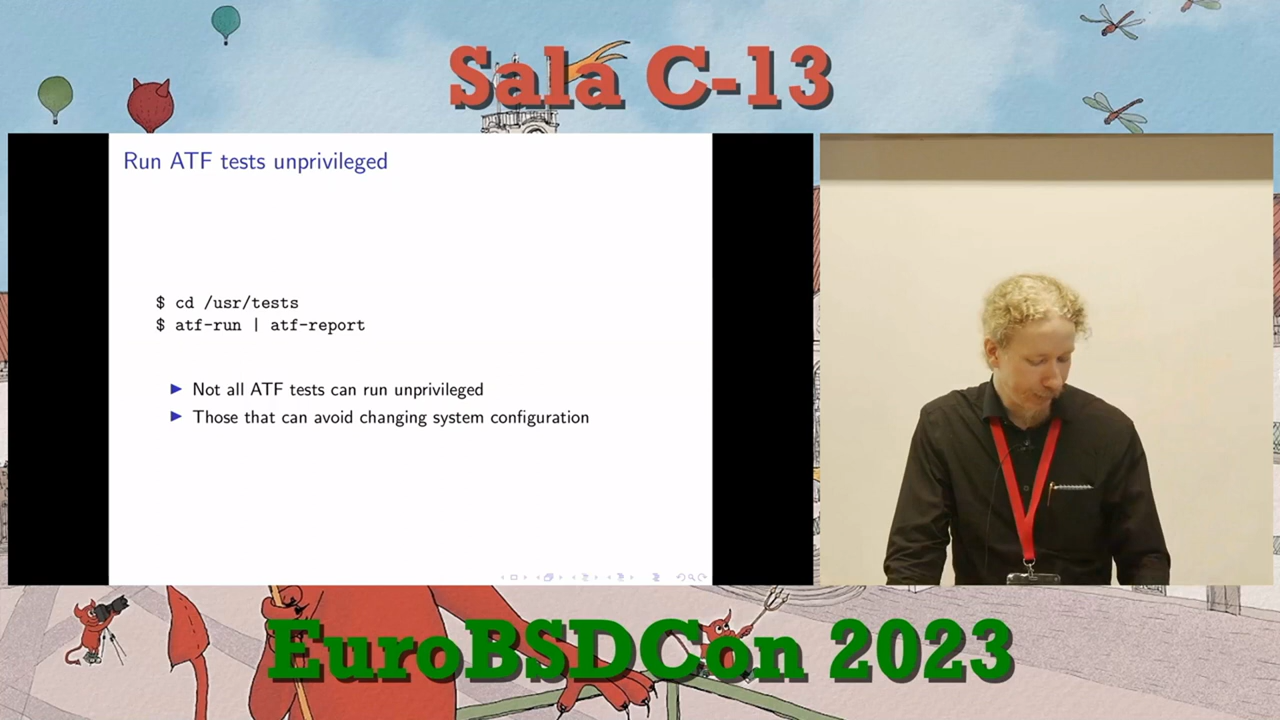 Sala C-13
Run ATF tests unprivileged
$ cd /usr/tests
$ atf-run | atf-report
▶ Not all ATF tests can run unprivileged
▶ Those that can avoid changing system configuration
EuroBSDCon 2023